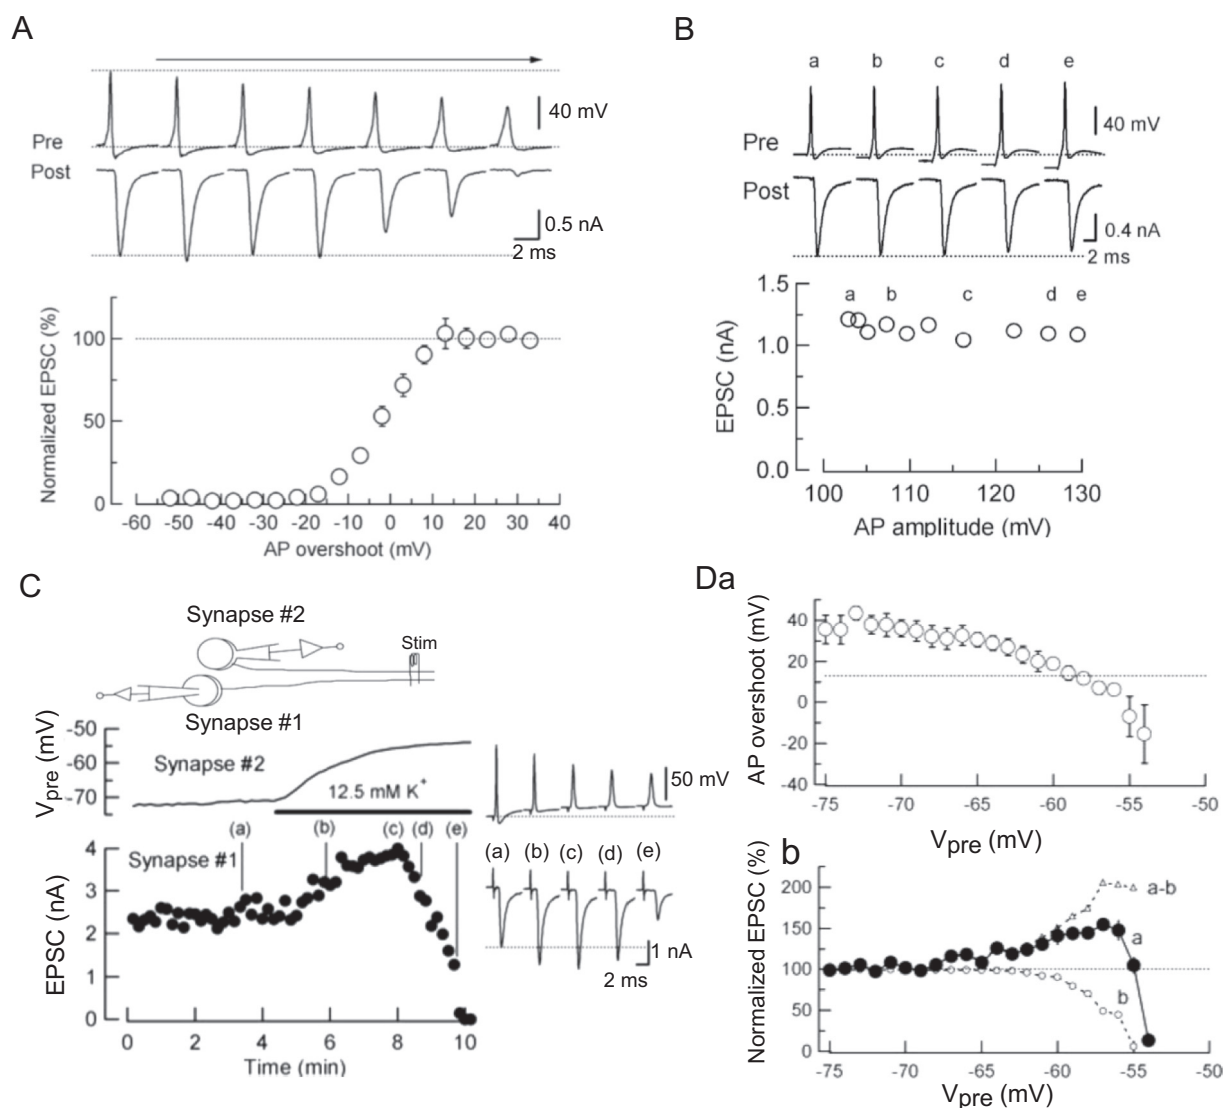 A
40 mV
Pre
Post
0.5 nA
2 ms
Normalized EPSC (%)
100
50
0
-60 -50 -40 -30 -20 -10 0 10 20 30 40
AP overshoot (mV)
B
a b c d e
40 mV
Pre
Post
0.4 nA
2 ms
1.5
1.0
0.5
0.0
EPSC (nA)
a b c d e
100 110 120 130
AP amplitude (mV)
C
Synapse #2
Stim
Synapse #1
-50
-60
-70
Vpre (mV)
Synapse #2
12.5 mM K+
50 mV
(a) (b) (c) (d) (e)
Synapse #1
4
3
2
1
0
EPSC (nA)
0 2 4 6 8 10
Time (min)
(a) (b) (c) (d) (e)
1 nA
2 ms
Da
AP overshoot (mV)
40
20
0
-20
-40
-75 -70 -65 -60 -55 -50
Vpre (mV)
b
Normalized EPSC (%)
200
150
100
50
0
a-b
a
b
-75 -70 -65 -60 -55 -50
Vpre (mV)